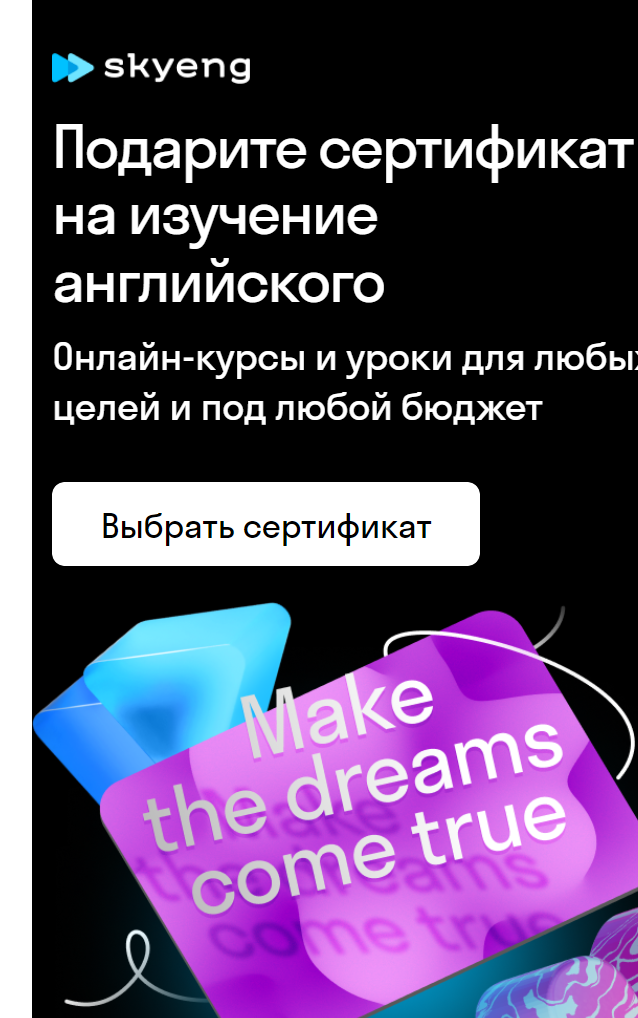 skyeng
Подарите сертификат
на изучение
английского
Онлайн-курсы и уроки для любых
целей и под любой бюджет
Выбрать сертификат
Make
the dreams
come true